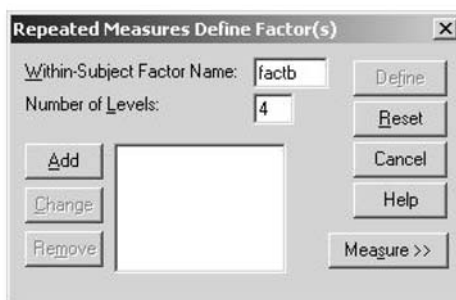 Repeated Measures Define Factor(s)
Within-Subject Factor Name: factb
Define
Number of Levels: 4
Reset
Add
Cancel
Change
Help
Remove
Measure >>